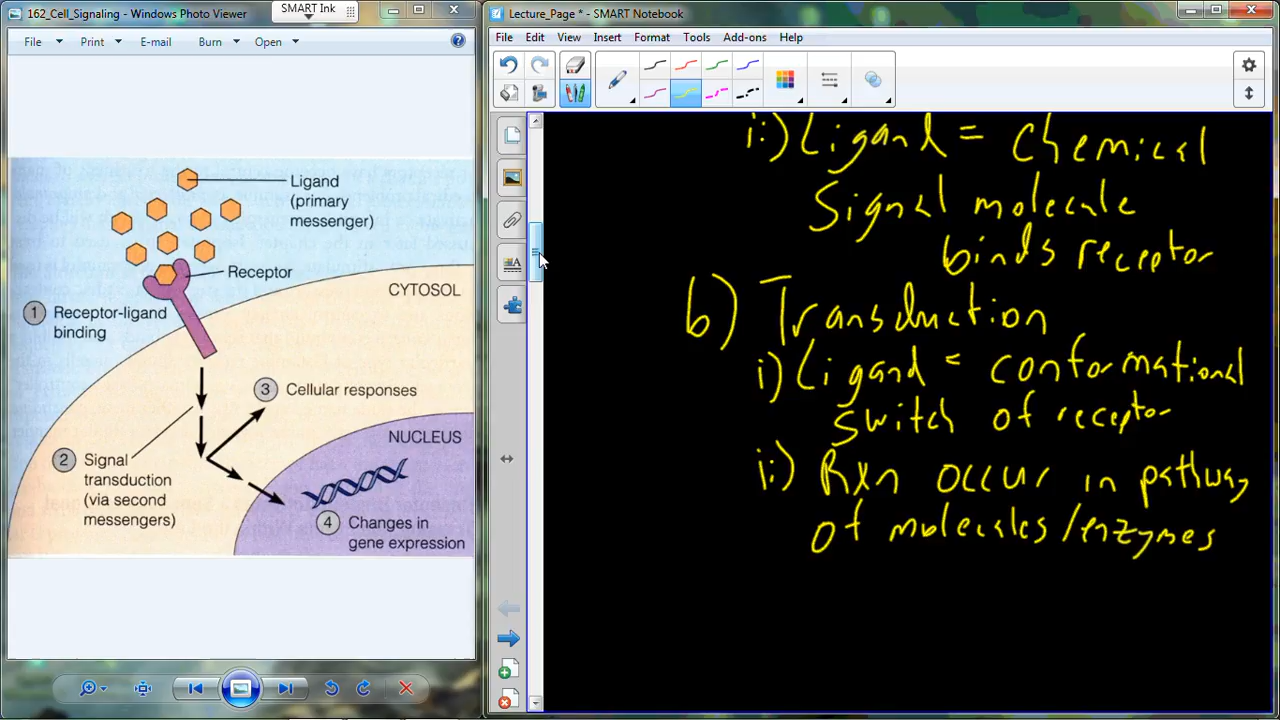 162_Cell_Signaling - Windows Photo Viewer
SMART Ink
File Print E-mail Burn Open
Ligand
(primary
messenger)
Receptor
CYTOSOL
1 Receptor-ligand
binding
3 Cellular responses
NUCLEUS
2 Signal
transduction
(via second
messengers)
4 Changes in
gene expression
Lecture_Page * - SMART Notebook
File Edit View Insert Format Tools Add-ons Help
ii) Ligand = Chemical
Signal molecule
binds receptor
b) Transduction
i) Ligand = conformational
switch of receptor
ii) Rxn occur in pathway
of molecules/enzymes